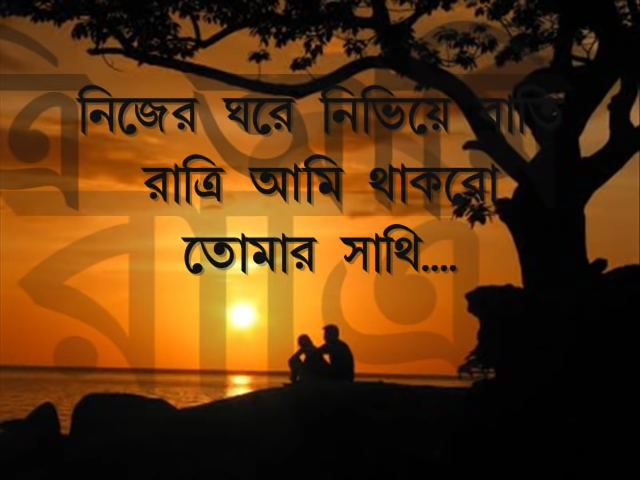 নিজের ঘরে নিভিয়ে বাতি
রাত্রি আমি থাকবো
তোমার সাথি....